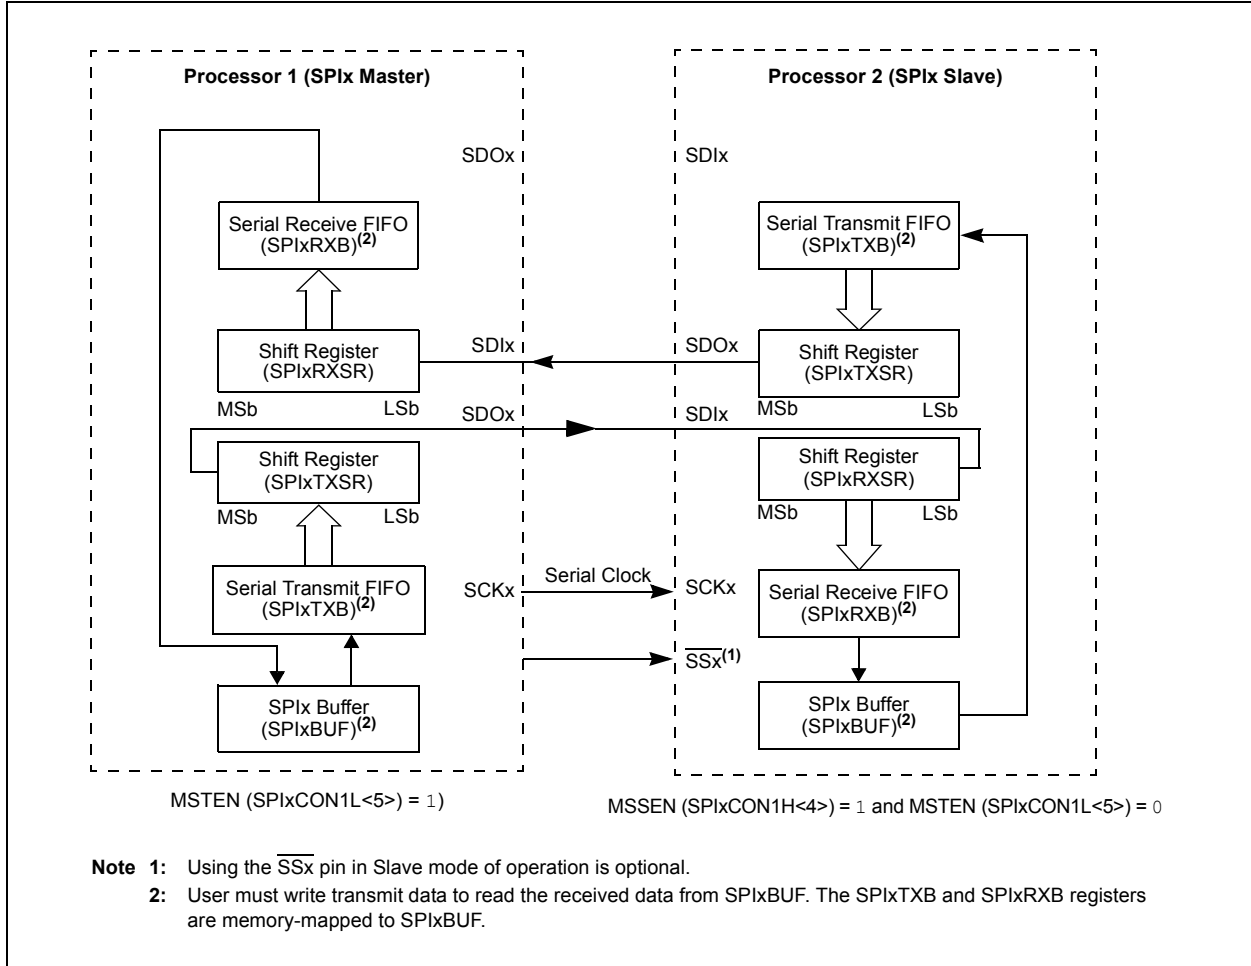 Processor 1 (SPIx Master)
Processor 2 (SPIx Slave)
SDOx
SDIx
Serial Receive FIFO
(SPIxRXB)(2)
Serial Transmit FIFO
(SPIxTXB)(2)
Shift Register
(SPIxRXSR)
SDIx
SDOx
Shift Register
(SPIxTXSR)
MSb
LSb
MSb
LSb
SDOx
SDIx
Shift Register
(SPIxTXSR)
Shift Register
(SPIxRXSR)
MSb
LSb
MSb
LSb
Serial Transmit FIFO
(SPIxTXB)(2)
SCKx
Serial Clock
SCKx
Serial Receive FIFO
(SPIxRXB)(2)
SSx(1)
SPIx Buffer
(SPIxBUF)(2)
SPIx Buffer
(SPIxBUF)(2)
MSTEN (SPIxCON1L<5>) = 1)
MSSEN (SPIxCON1H<4>) = 1 and MSTEN (SPIxCON1L<5>) = 0
Note 1: Using the SSx pin in Slave mode of operation is optional.
2: User must write transmit data to read the received data from SPIxBUF. The SPIxTXB and SPIxRXB registers
are memory-mapped to SPIxBUF.